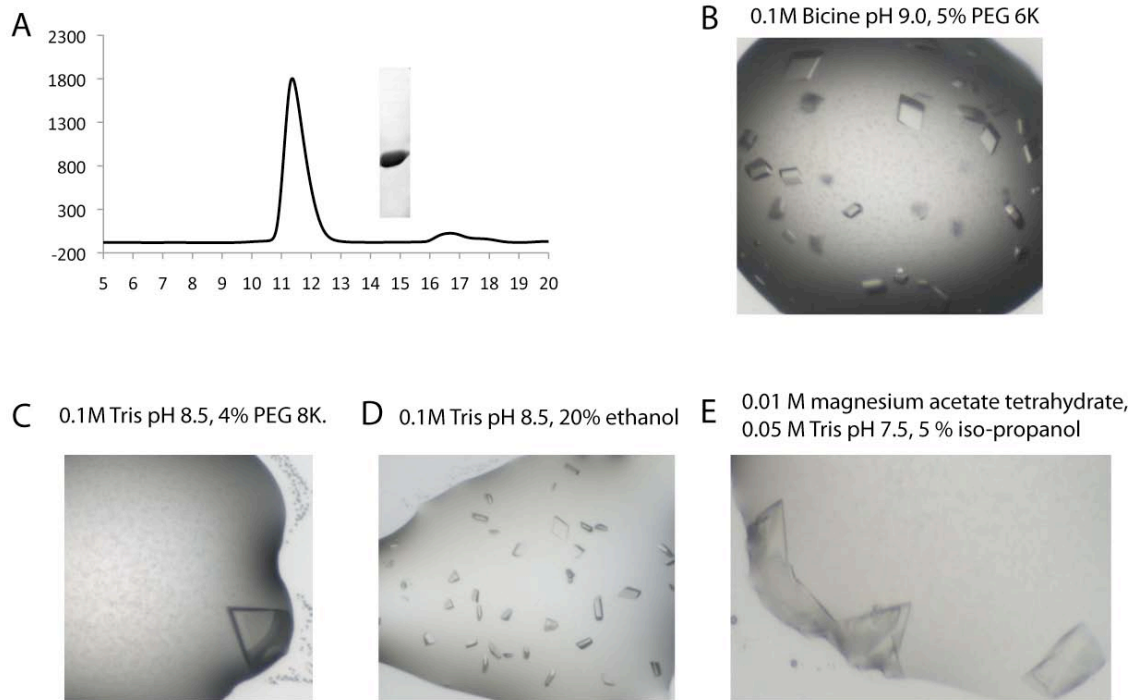 A
2300
1800
1300
800
300
-200
5 6 7 8 9 10 11 12 13 14 15 16 17 18 19 20
B
0.1M Bicine pH 9.0, 5% PEG 6K
C
0.1M Tris pH 8.5, 4% PEG 8K.
D
0.1M Tris pH 8.5, 20% ethanol
E
0.01 M magnesium acetate tetrahydrate,
0.05 M Tris pH 7.5, 5 % iso-propanol